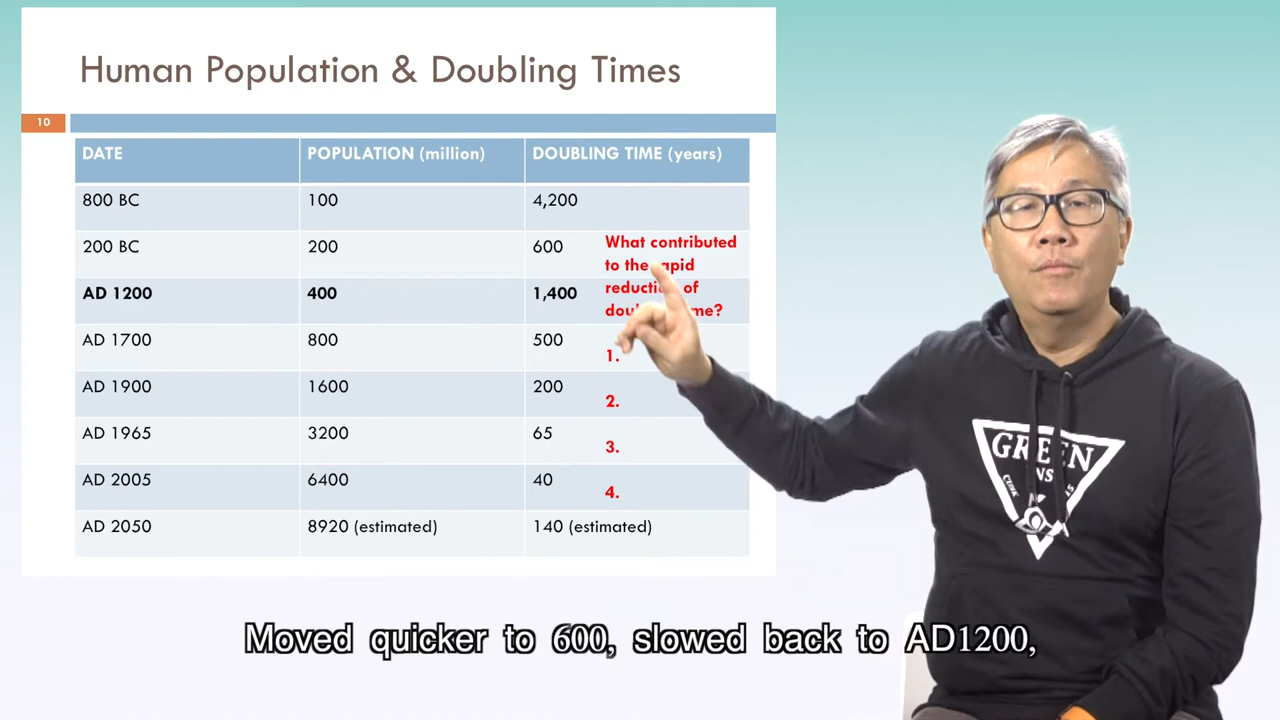 Human Population & Doubling Times
10
DATE POPULATION (million) DOUBLING TIME (years)
800 BC 100 4,200
200 BC 200 600
AD 1200 400 1,400
AD 1700 800 500
AD 1900 1600 200
AD 1965 3200 65
AD 2005 6400 40
AD 2050 8920 (estimated) 140 (estimated)
What contributed
to the
of
1.
2.
3.
4.
GREEN
Moved quicker to 600, slowed back to AD1200,